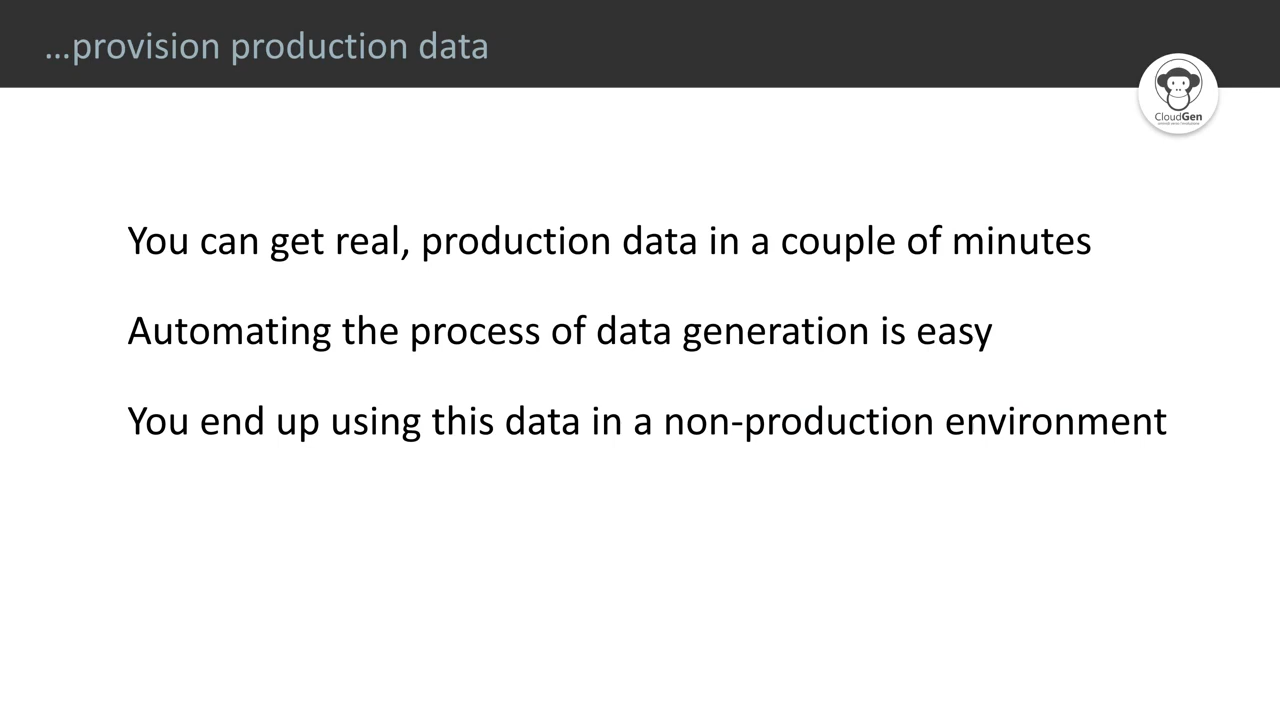 …provision production data
CloudGen
You can get real, production data in a couple of minutes
Automating the process of data generation is easy
You end up using this data in a non-production environment